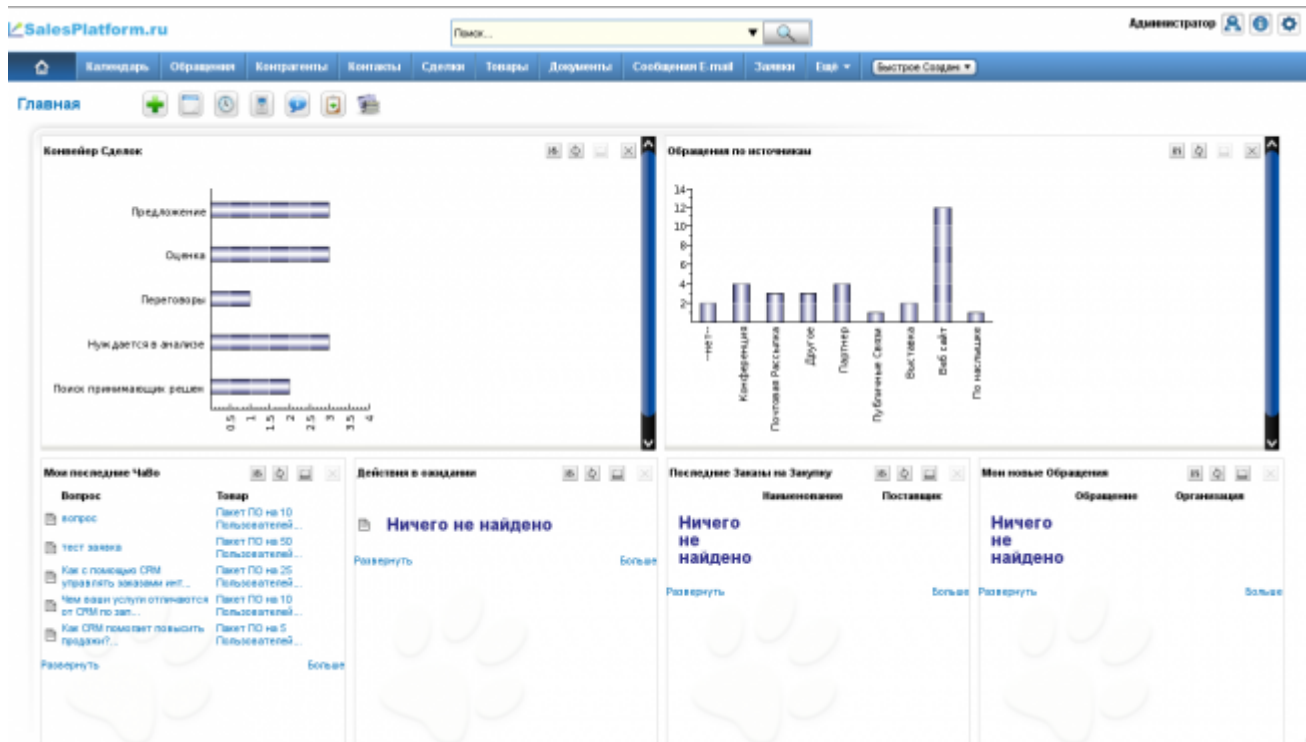 SalesPlatform.ru
Поиск...
Администратор
Календарь Обращения Контрагенты Контакты Сделки Товары Документы Сообщения E-mail Заявки Ещё Быстрое Создан
Главная
Конвейер Сделок
Предложение
Оценка
Переговоры
Нуждается в анализе
Поиск принимающих решен
0.5 1 1.5 2 2.5 3 3.5 4
Обращения по источникам
14
12
10
8
6
4
2
--нет--
Конференция
Почтовая Рассылка
Другое
Партнер
Публичные Связи
Выставка
Веб сайт
По наслышке
Мои последние ЧаВо
Вопрос Товар
вопрос
Пакет ПО на 10
Пользователей...
тест заявка
Пакет ПО на 50
Пользователей...
Как с помощью CRM
управлять заказами инт...
Пакет ПО на 25
Пользователей...
Чем ваши услуги отличаются
от CRM по зап...
Пакет ПО на 10
Пользователей...
Как CRM помогает повысить
продажи?...
Пакет ПО на 5
Пользователей...
Развернуть Больше
Действия в ожидании
Ничего не найдено
Развернуть Больше
Последние Заказы на Закупку
Наименование Поставщик
Ничего
не
найдено
Развернуть Больше
Мои новые Обращения
Обращение Организация
Ничего
не
найдено
Развернуть Больше